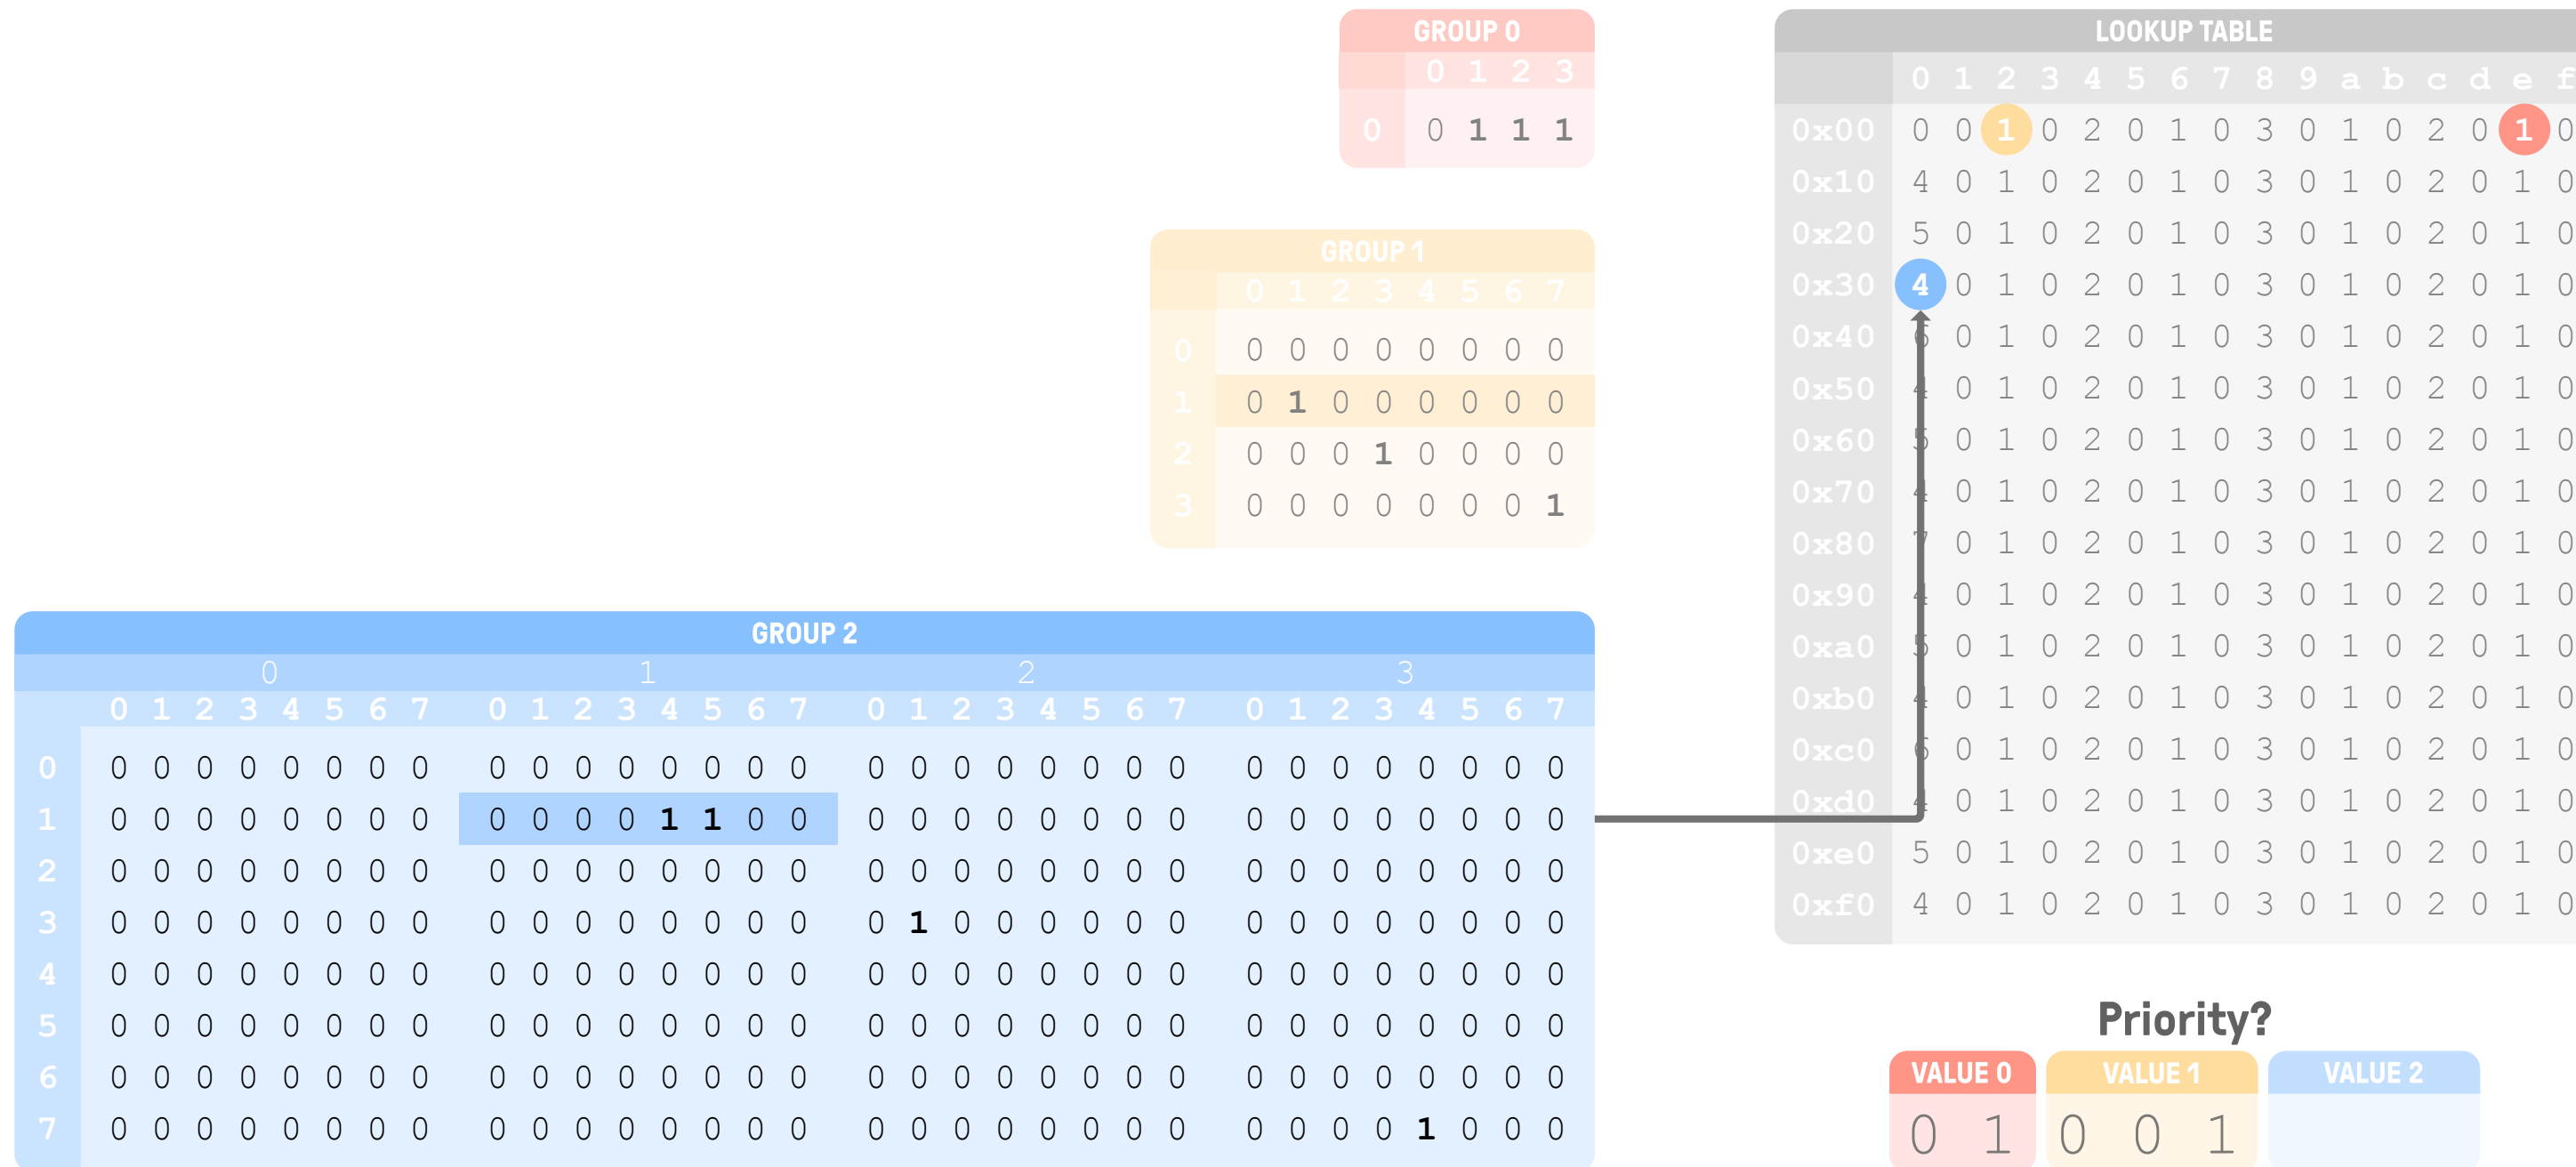 GROUP 0
0 1 2 3
0 0 1 1 1
GROUP 1
0 1 2 3 4 5 6 7
0 0 0 0 0 0 0 0 0
1 0 1 0 0 0 0 0 0
2 0 0 0 1 0 0 0 0
3 0 0 0 0 0 0 0 1
GROUP 2
0 1 2 3
0 1 2 3 4 5 6 7 0 1 2 3 4 5 6 7 0 1 2 3 4 5 6 7 0 1 2 3 4 5 6 7
0 0 0 0 0 0 0 0 0 0 0 0 0 0 0 0 0 0 0 0 0 0 0 0 0 0 0 0 0 0 0 0 0
1 0 0 0 0 0 0 0 0 0 0 0 0 1 1 0 0 0 0 0 0 0 0 0 0 0 0 0 0 0 0 0 0
2 0 0 0 0 0 0 0 0 0 0 0 0 0 0 0 0 0 0 0 0 0 0 0 0 0 0 0 0 0 0 0 0
3 0 0 0 0 0 0 0 0 0 0 0 0 0 0 0 0 0 1 0 0 0 0 0 0 0 0 0 0 0 0 0 0
4 0 0 0 0 0 0 0 0 0 0 0 0 0 0 0 0 0 0 0 0 0 0 0 0 0 0 0 0 0 0 0 0
5 0 0 0 0 0 0 0 0 0 0 0 0 0 0 0 0 0 0 0 0 0 0 0 0 0 0 0 0 0 0 0 0
6 0 0 0 0 0 0 0 0 0 0 0 0 0 0 0 0 0 0 0 0 0 0 0 0 0 0 0 0 0 0 0 0
7 0 0 0 0 0 0 0 0 0 0 0 0 0 0 0 0 0 0 0 0 0 0 0 0 0 0 0 0 1 0 0 0
LOOKUP TABLE
0 1 2 3 4 5 6 7 8 9 a b c d e f
0x00 0 0 1 0 2 0 1 0 3 0 1 0 2 0 1 0
0x10 4 0 1 0 2 0 1 0 3 0 1 0 2 0 1 0
0x20 5 0 1 0 2 0 1 0 3 0 1 0 2 0 1 0
0x30 4 0 1 0 2 0 1 0 3 0 1 0 2 0 1 0
0x40 6 0 1 0 2 0 1 0 3 0 1 0 2 0 1 0
0x50 4 0 1 0 2 0 1 0 3 0 1 0 2 0 1 0
0x60 5 0 1 0 2 0 1 0 3 0 1 0 2 0 1 0
0x70 4 0 1 0 2 0 1 0 3 0 1 0 2 0 1 0
0x80 7 0 1 0 2 0 1 0 3 0 1 0 2 0 1 0
0x90 4 0 1 0 2 0 1 0 3 0 1 0 2 0 1 0
0xa0 5 0 1 0 2 0 1 0 3 0 1 0 2 0 1 0
0xb0 4 0 1 0 2 0 1 0 3 0 1 0 2 0 1 0
0xc0 6 0 1 0 2 0 1 0 3 0 1 0 2 0 1 0
0xd0 4 0 1 0 2 0 1 0 3 0 1 0 2 0 1 0
0xe0 5 0 1 0 2 0 1 0 3 0 1 0 2 0 1 0
0xf0 4 0 1 0 2 0 1 0 3 0 1 0 2 0 1 0
Priority?
VALUE 0 VALUE 1 VALUE 2
0 1 0 0 1